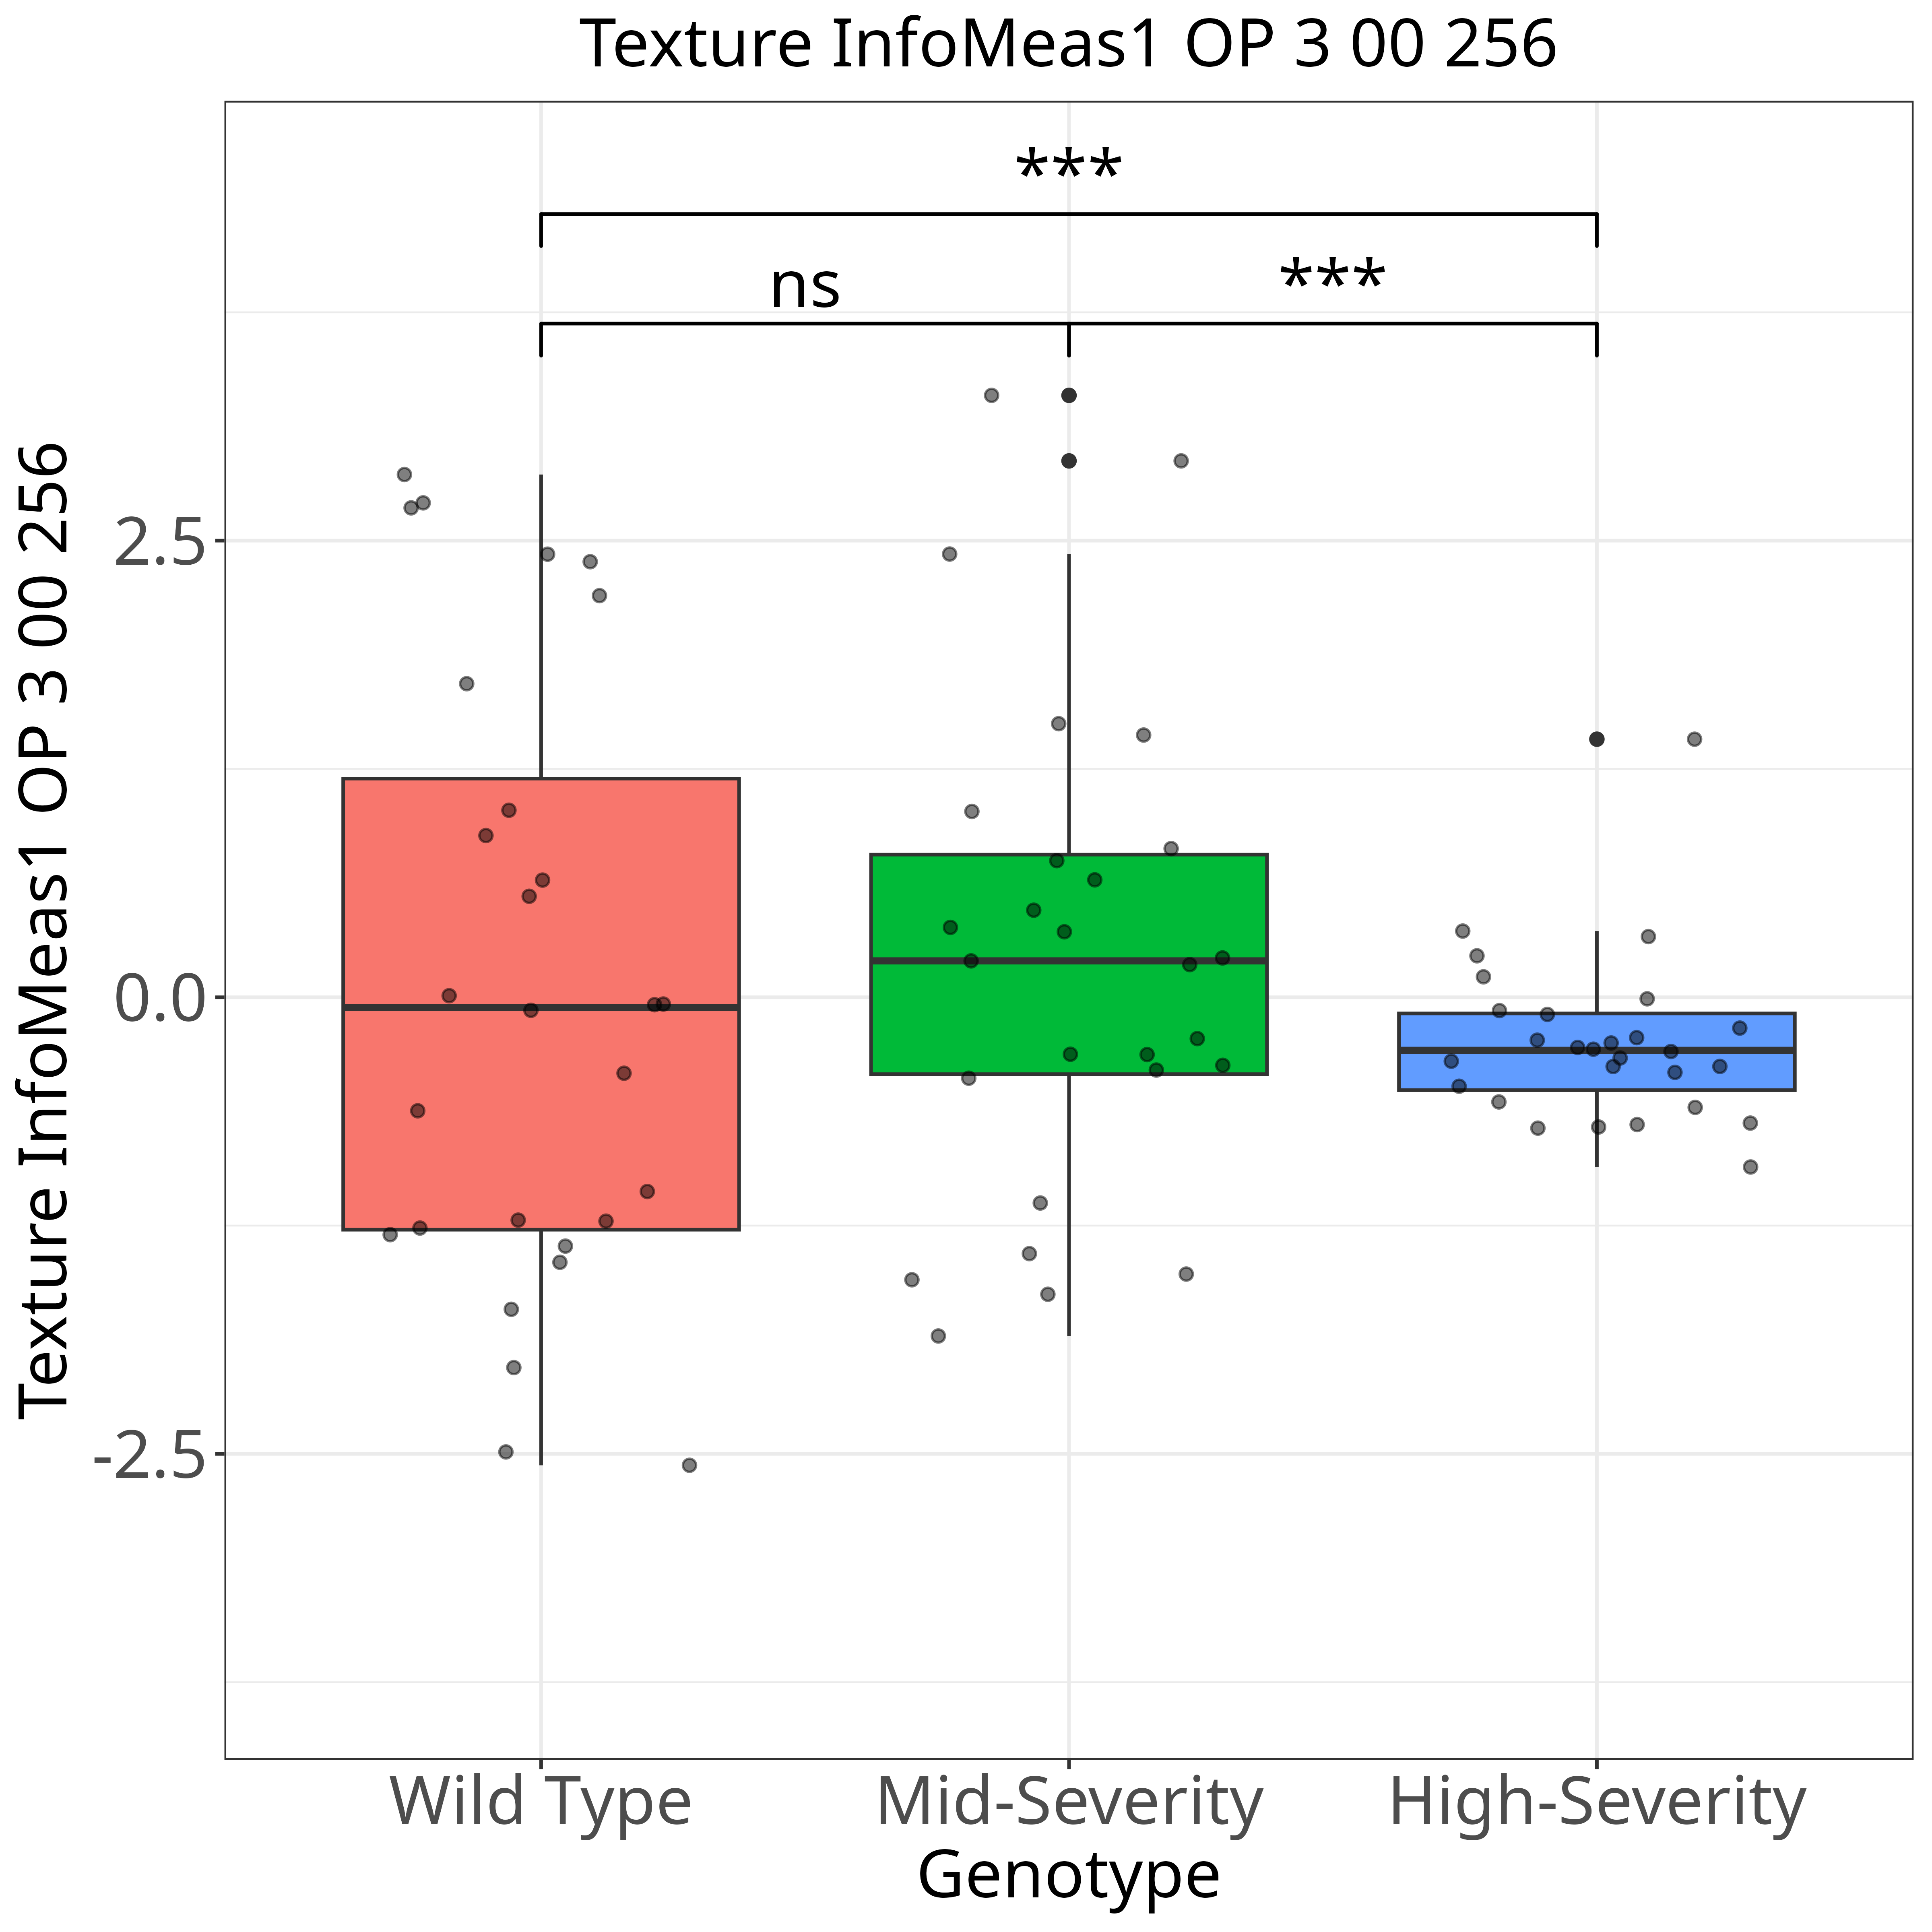 Texture InfoMeas1 OP 3 00 256
***
ns
***
Texture InfoMeas1 OP 3 00 256
2.5
0.0
-2.5
Wild Type
Mid-Severity
High-Severity
Genotype